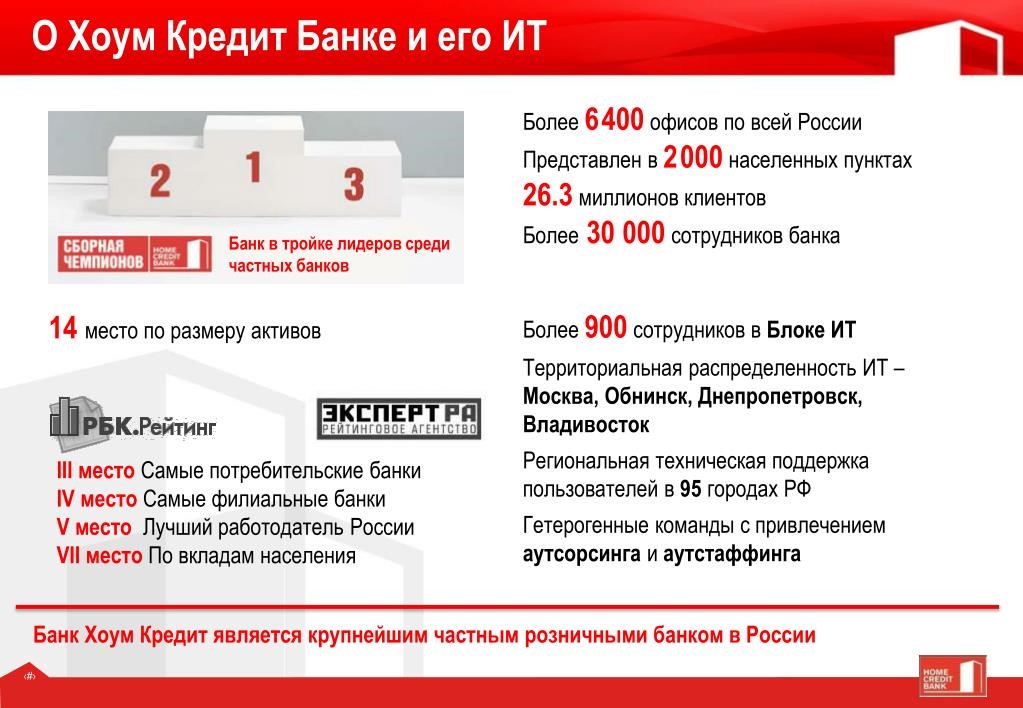 О Хоум Кредит Банке и его ИТ
2
1
3
СБОРНАЯ
ЧЕМПИОНОВ
HOME
CREDIT
BANK
Банк в тройке лидеров среди
частных банков
14 место по размеру активов
РБК.Рейтинг
ЭКСПЕРТ РА
РЕЙТИНГОВОЕ АГЕНТСТВО
III место Самые потребительские банки
IV место Самые филиальные банки
V место Лучший работодатель России
VII место По вкладам населения
Более 6 400 офисов по всей России
Представлен в 2 000 населенных пунктах
26.3 миллионов клиентов
Более 30 000 сотрудников банка
Более 900 сотрудников в Блоке ИТ
Территориальная распределенность ИТ –
Москва, Обнинск, Днепропетровск,
Владивосток
Региональная техническая поддержка
пользователей в 95 городах РФ
Гетерогенные команды с привлечением
аутсорсинга и аутстаффинга
Банк Хоум Кредит является крупнейшим частным розничными банком в России
‹#›
HOME
CREDIT
BANK